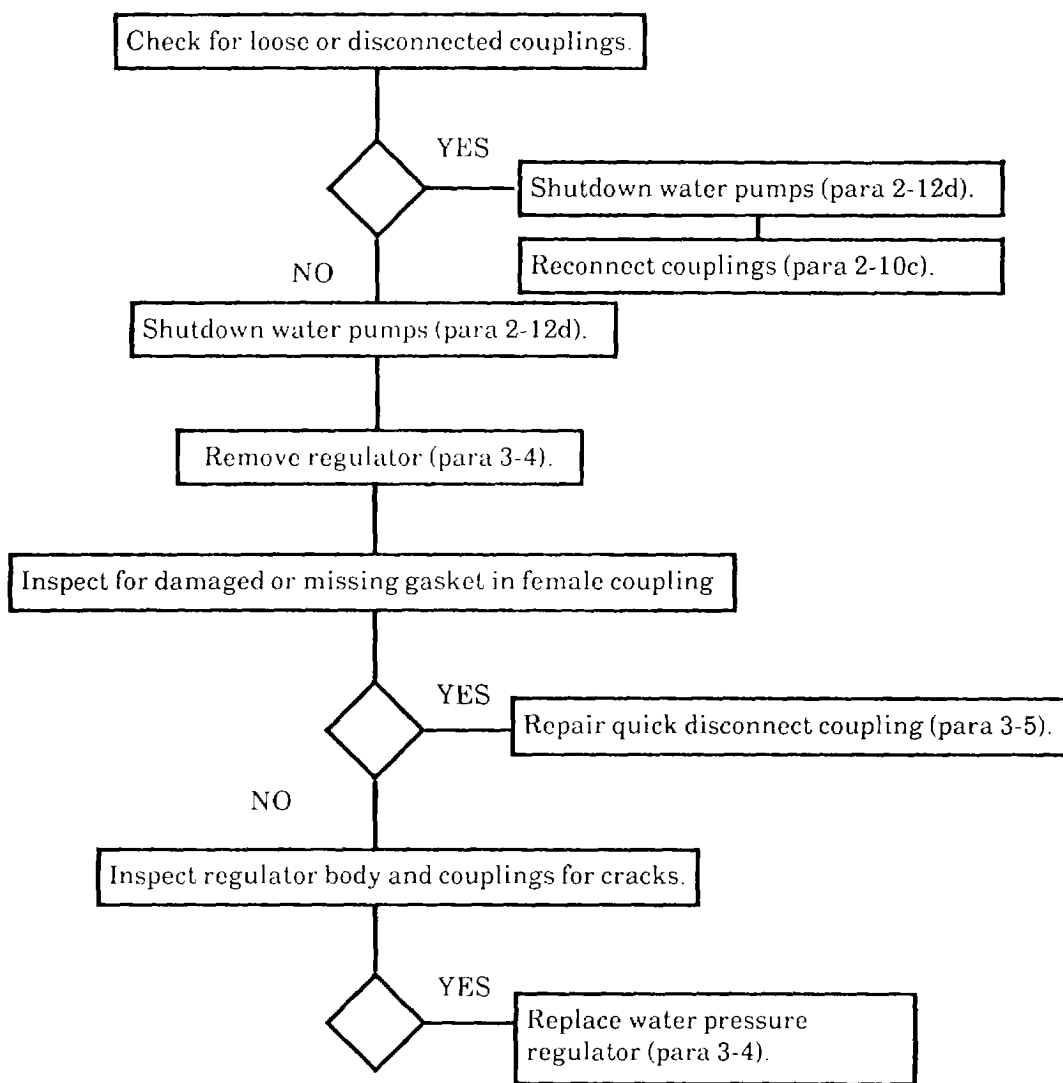 Check for loose or disconnected couplings.
YES
Shutdown water pumps (para 2-12d).
Reconnect couplings (para 2-10c).
NO
Shutdown water pumps (para 2-12d).
Remove regulator (para 3-4).
Inspect for damaged or missing gasket in female coupling
YES
Repair quick disconnect coupling (para 3-5).
NO
Inspect regulator body and couplings for cracks.
YES
Replace water pressure
regulator (para 3-4).